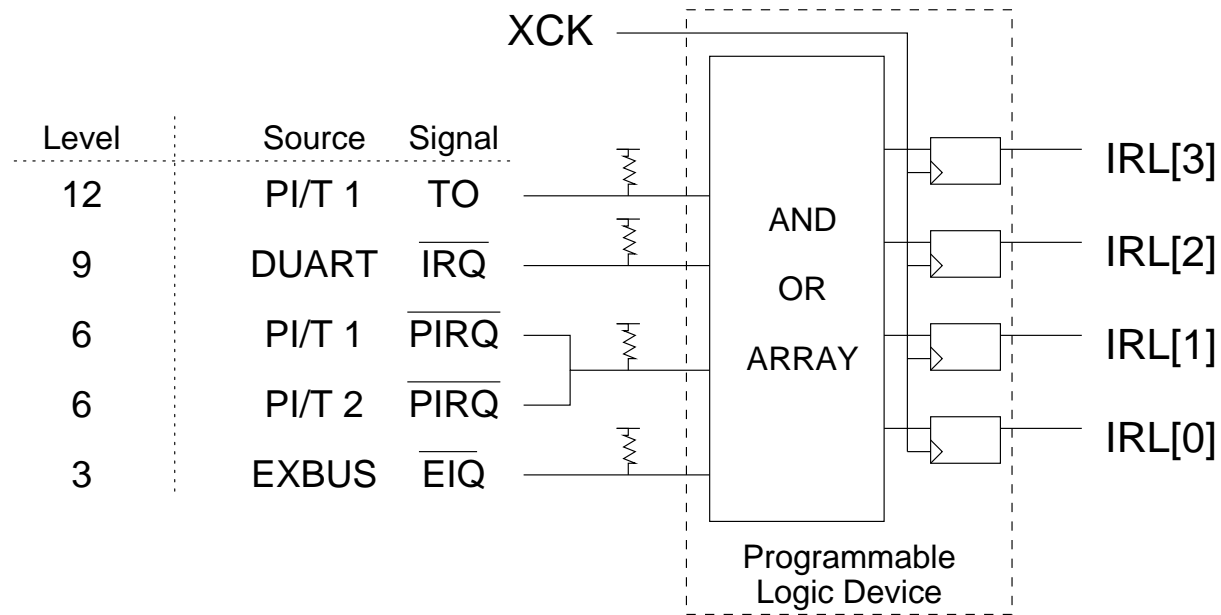 XCK
Level Source Signal
12 PI/T 1 TO
9 DUART IRQ
6 PI/T 1 PIRQ
6 PI/T 2 PIRQ
3 EXBUS EIQ
AND
OR
ARRAY
IRL[3]
IRL[2]
IRL[1]
IRL[0]
Programmable
Logic Device